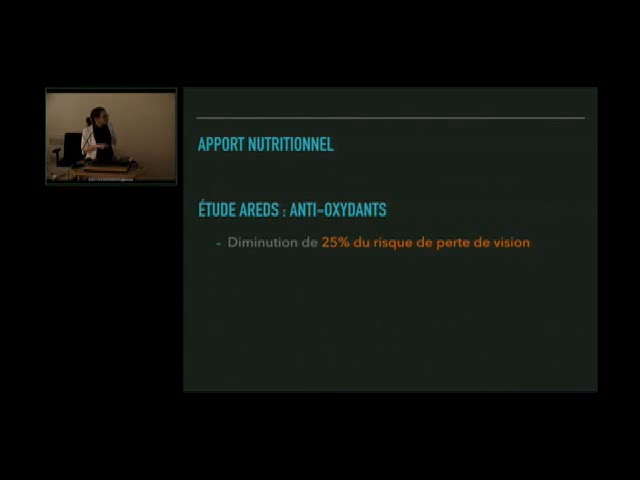 APPORT NUTRITIONNEL
ÉTUDE AREDS : ANTI-OXYDANTS
- Diminution de 25% du risque de perte de vision